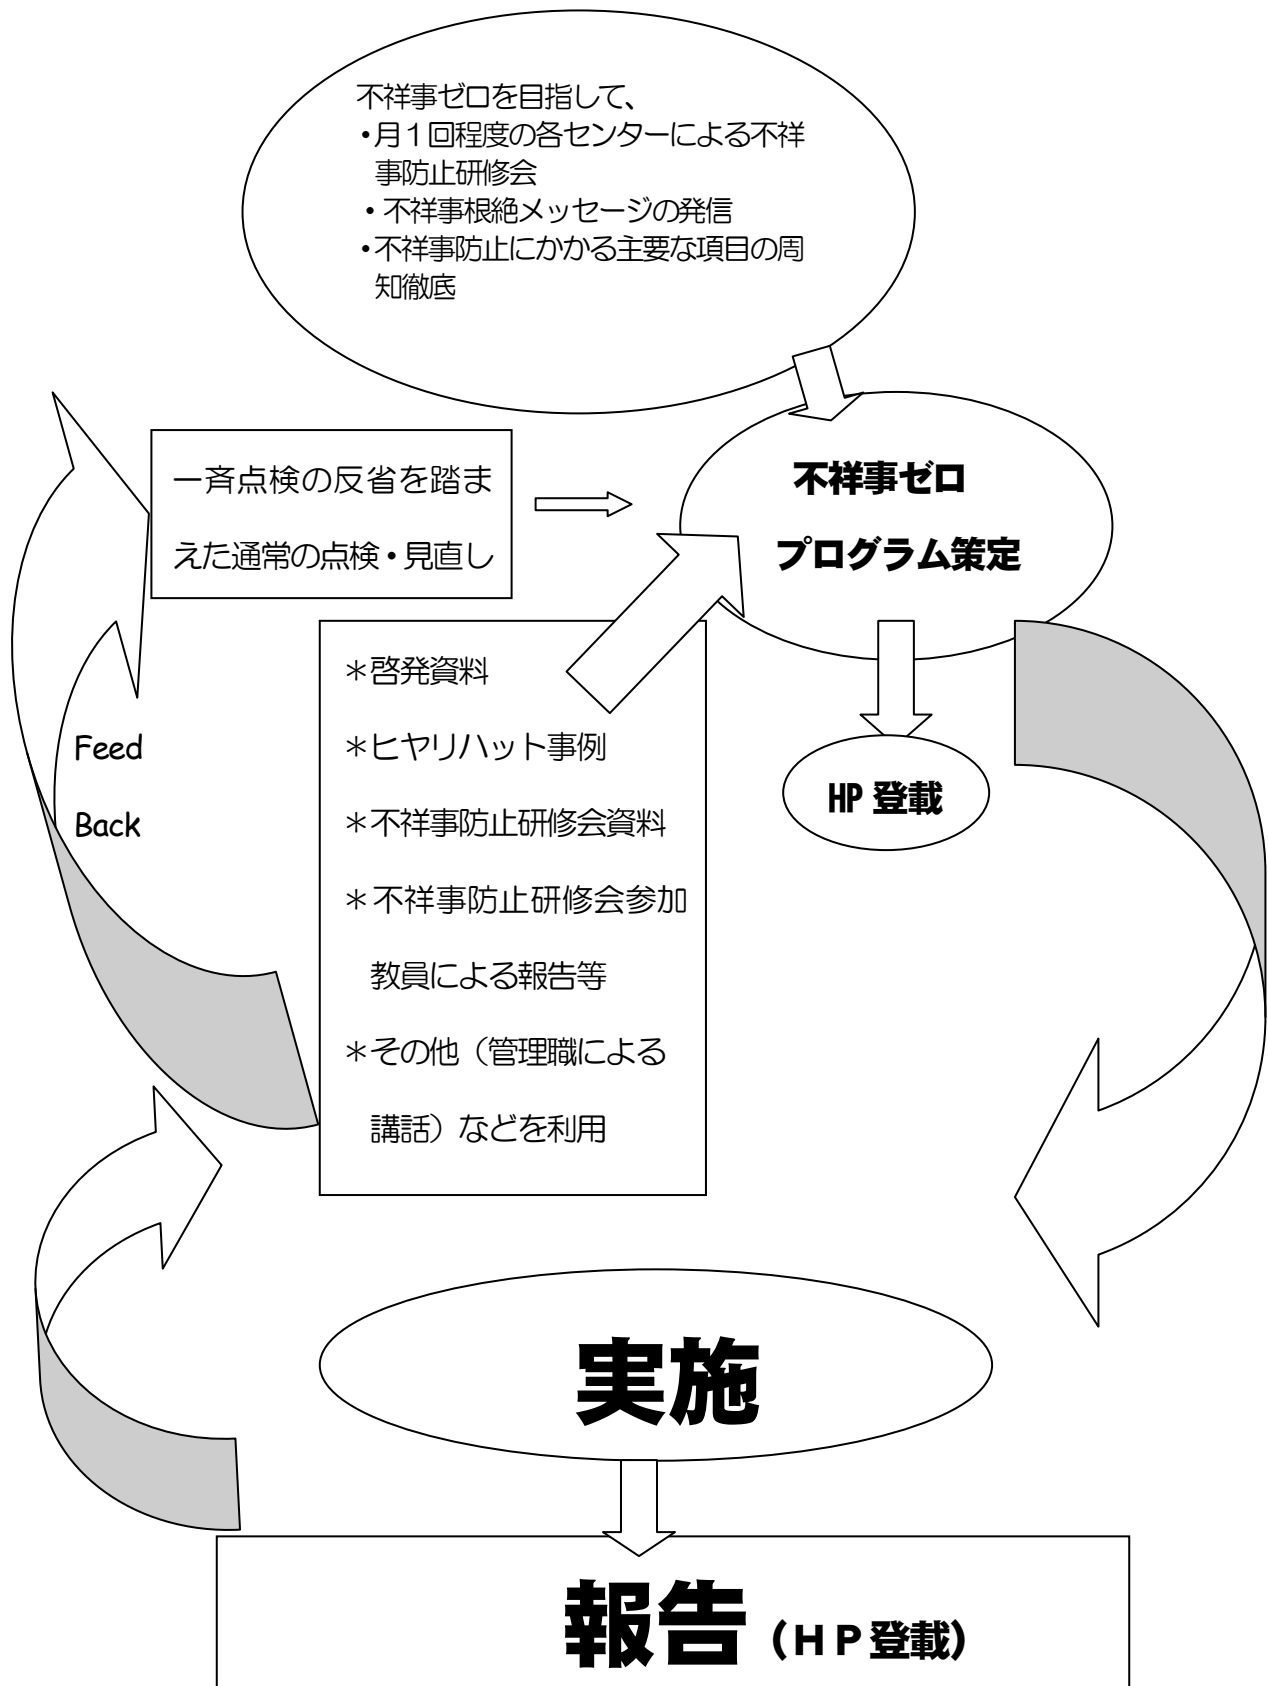 不祥事ゼロを目指して、
・月１回程度の各センターによる不祥
事防止研修会
・不祥事根絶メッセージの発信
・不祥事防止にかかる主要な項目の周
知徹底
一斉点検の反省を踏ま
えた通常の点検・見直し
不祥事ゼロ
プログラム策定
＊啓発資料
＊ヒヤリハット事例
＊不祥事防止研修会資料
＊不祥事防止研修会参加
教員による報告等
＊その他（管理職による
講話）などを利用
Feed
Back
HP 登載
実施
報告（ＨＰ登載）